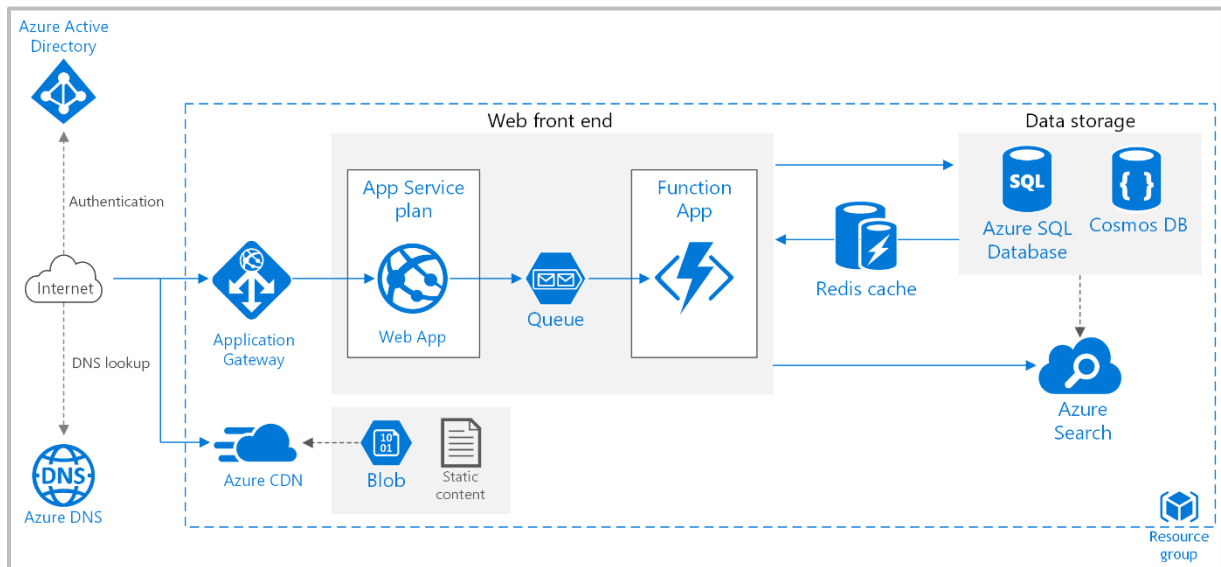 Azure Active
Directory
Web front end
Data storage
App Service
plan
Function
App
SQL
{ }
Azure SQL
Database
Cosmos DB
Authentication
Internet
Application
Gateway
Web App
Queue
Redis cache
DNS lookup
Azure
Search
DNS
Azure DNS
Azure CDN
10
01
Blob
Static
content
Resource
group